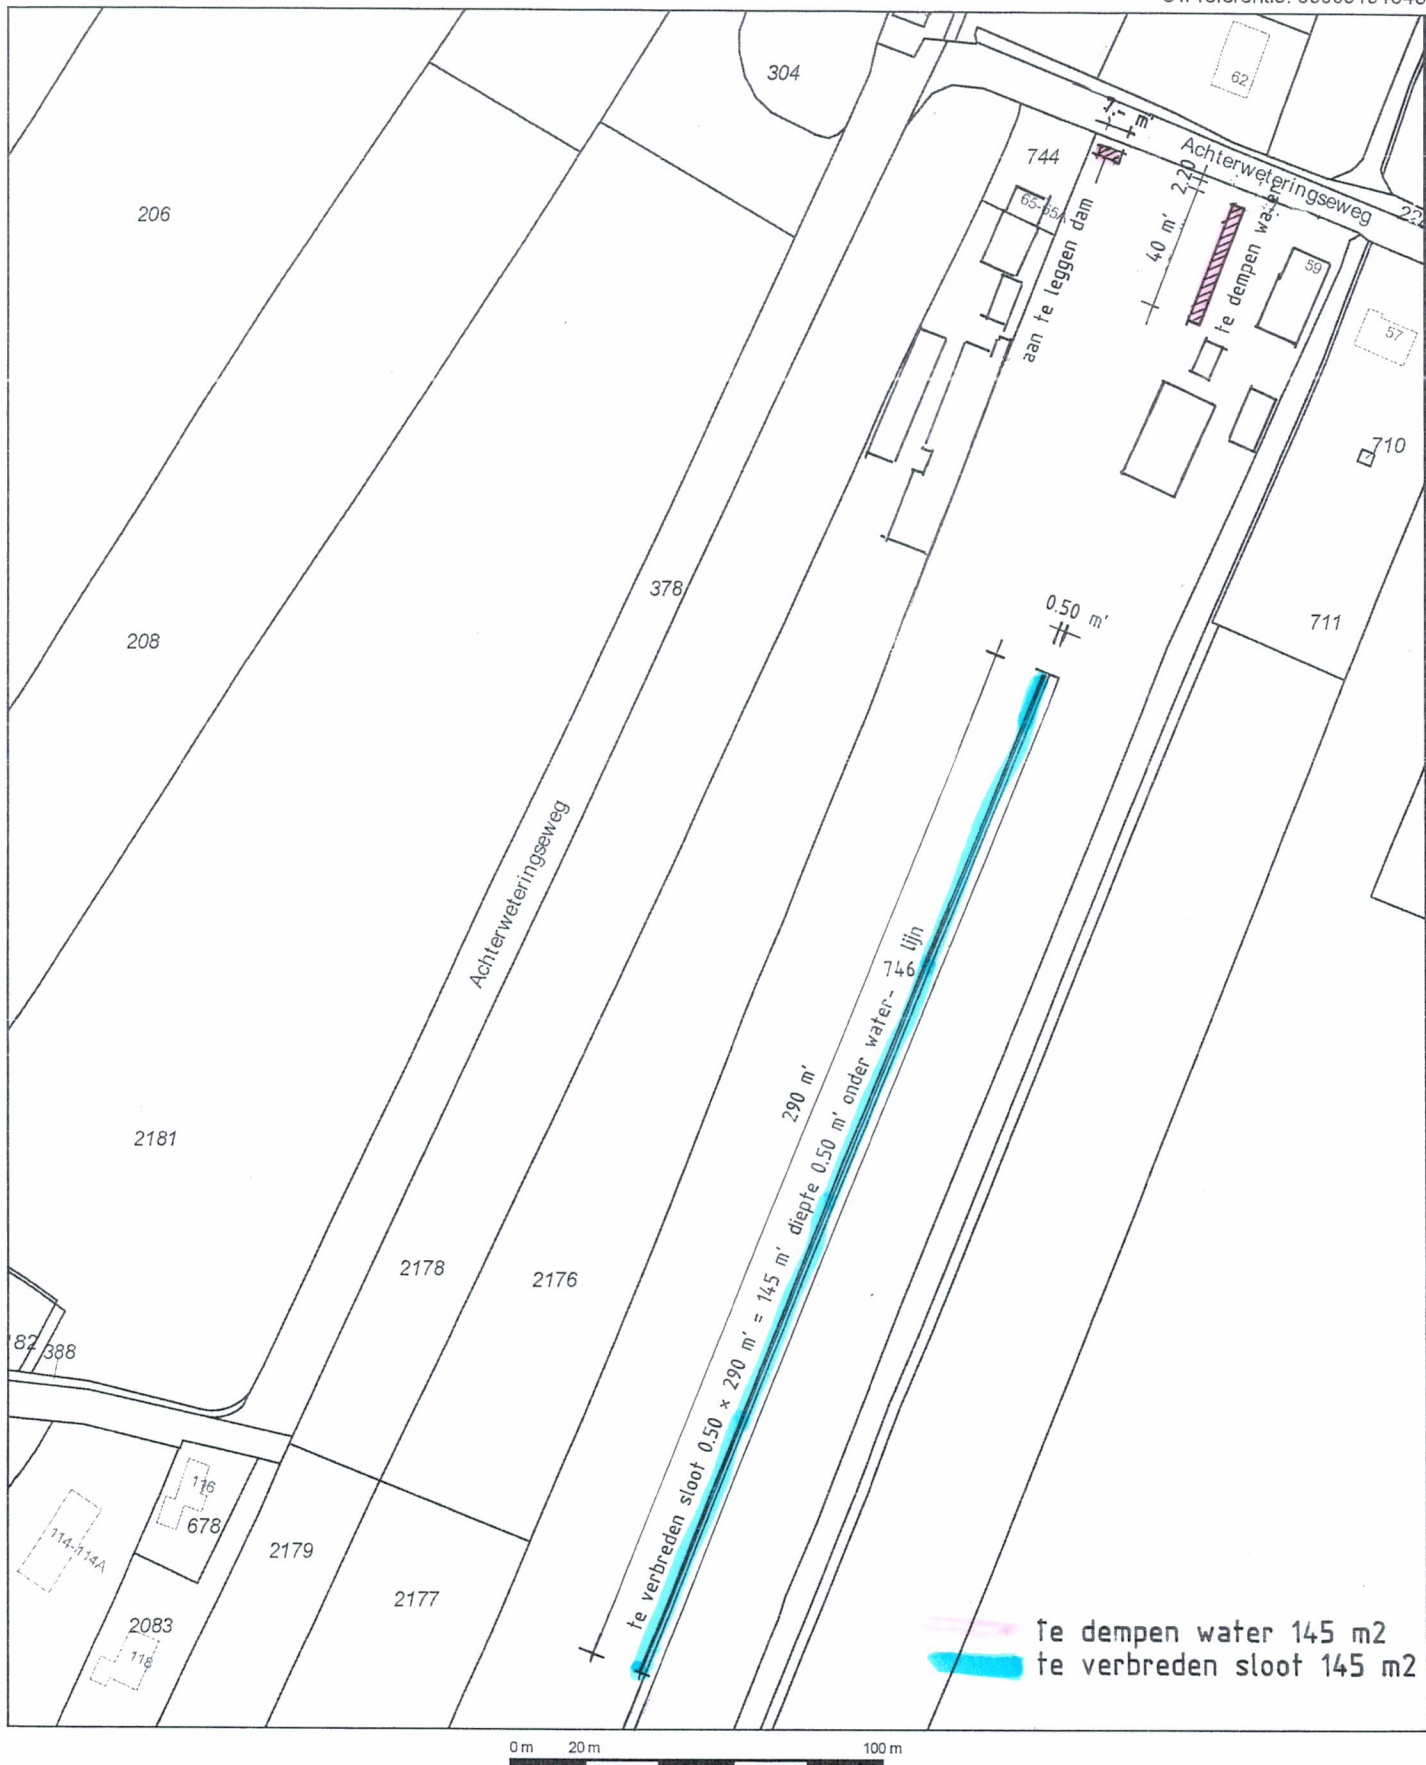 304
62
m'
Achterweteringseweg
744
65-65A
206
2.20
40 m'
aan te leggen dam
te dempen water
59
57
710
378
0.50 m'
711
208
Achterweteringseweg
lijn
746
290 m'
te verbreden sloot 0.50 × 290 m' = 145 m' diepte 0.50 m' onder water-
2181
2178
2176
388
116
678
114-114A
2179
2177
2083
118
te dempen water 145 m2
te verbreden sloot 145 m2
0 m 20 m 100 m